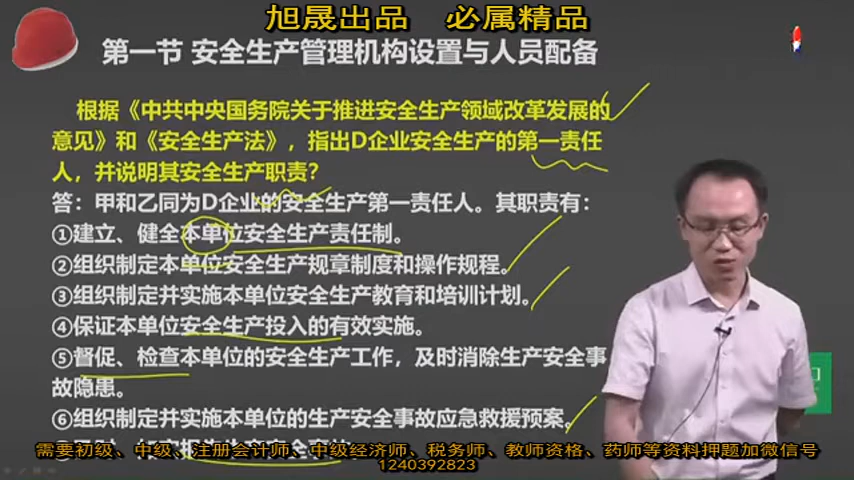 旭晟出品 必属精品
第一节 安全生产管理机构设置与人员配备
根据《中共中央国务院关于推进安全生产领域改革发展的
意见》和《安全生产法》，指出D企业安全生产的第一责任
人，并说明其安全生产职责？
答：甲和乙同为D企业的安全生产第一责任人。其职责有：
①建立、健全本单位安全生产责任制。
②组织制定本单位安全生产规章制度和操作规程。
③组织制定并实施本单位安全生产教育和培训计划。
④保证本单位安全生产投入的有效实施。
⑤督促、检查本单位的安全生产工作，及时消除生产安全事
故隐患。
⑥组织制定并实施本单位的生产安全事故应急救援预案。
需要初级、中级、注册会计师、中级经济师、税务师、教师资格、药师等资料押题加微信号
1240392823